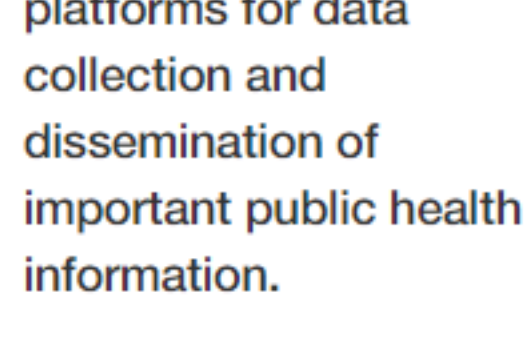 platforms for data
collection and
dissemination of
important public health
information.